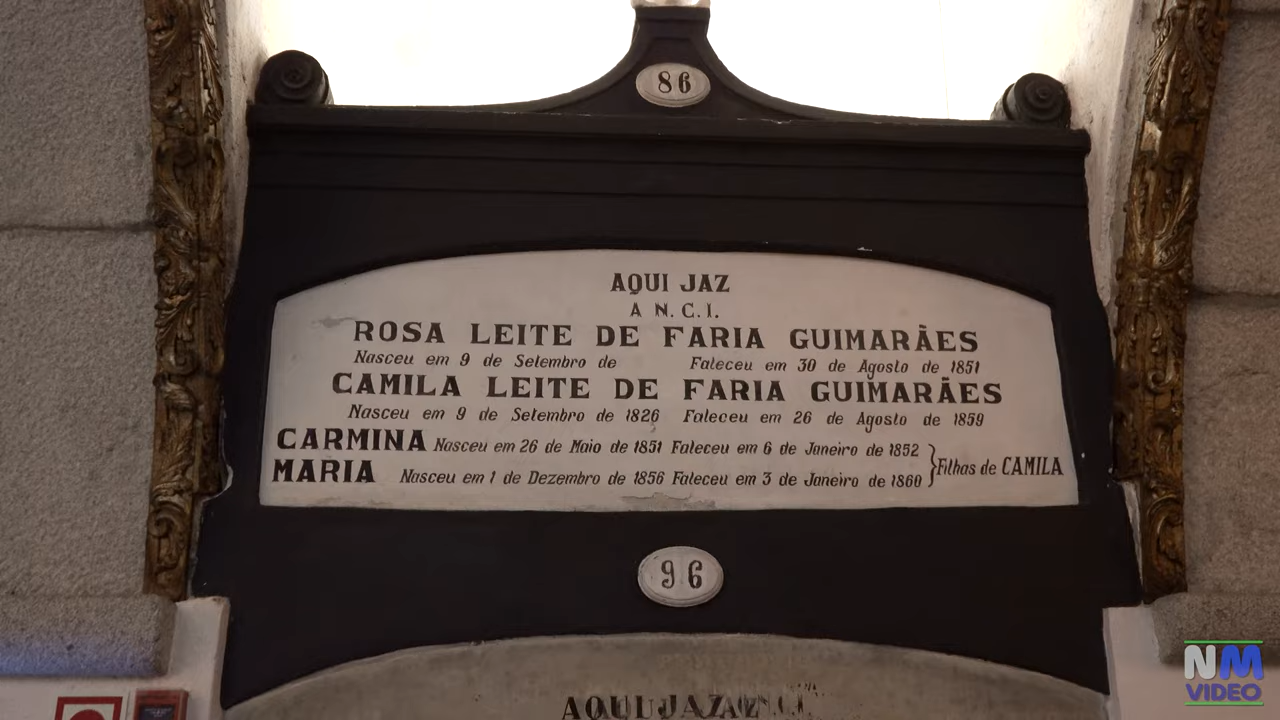 86
AQUI JAZ
A N. C. I.
ROSA LEITE DE FARIA GUIMARÃES
Nasceu em 9 de Setembro de Faleceu em 30 de Agosto de 1851
CAMILA LEITE DE FARIA GUIMARÃES
Nasceu em 9 de Setembro de 1826 Faleceu em 26 de Agosto de 1859
CARMINA Nasceu em 26 de Maio de 1851 Faleceu em 6 de Janeiro de 1852
MARIA Nasceu em 1 de Dezembro de 1856 Faleceu em 3 de Janeiro de 1860
Filhas de CAMILA
96
AQUI JAZ
NM
VIDEO